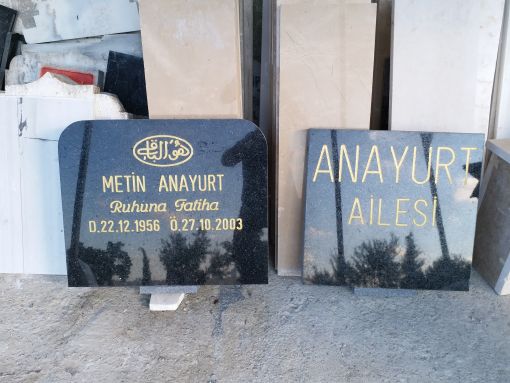 هو الباقي
METİN ANAYURT
Ruhuna Fatiha
D.22.12.1956 Ö.27.10.2003
ANAYURT
AİLESİ